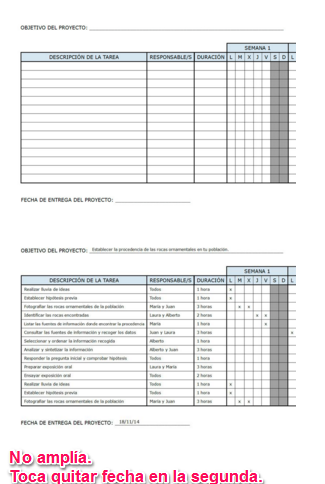 OBJETIVO DEL PROYECTO:
SEMANA 1
DESCRIPCIÓN DE LA TAREA RESPONSABLE/S DURACIÓN L M X J V S D L
FECHA DE ENTREGA DEL PROYECTO:
OBJETIVO DEL PROYECTO: Establecer la procedencia de las rocas ornamentales en tu población.
SEMANA 1
DESCRIPCIÓN DE LA TAREA RESPONSABLE/S DURACIÓN L M X J V S D L
Realizar lluvia de ideas Todos 1 hora x
Establecer hipótesis previa Todos 1 hora x
Fotografiar las rocas ornamentales de la población María y Juan 3 horas x x
Identificar las rocas encontradas Laura y Alberto 2 horas x x
Listar las fuentes de información desde encontrar la procedencia María 1 hora x
Consultar las fuentes de información y recoger los datos Juan y Laura 3 horas x
Seleccionar y ordenar la información recogida Alberto 1 hora
Analizar y sintetizar la información Alberto y Juan 3 horas
Responder la pregunta inicial y comprobar hipótesis Todos 1 hora
Preparar exposición oral Laura y María 3 horas
Ensayar exposición oral Todos 2 horas
Realizar lluvia de ideas Todos 1 hora x
Establecer hipótesis previa Todos 1 hora x
Fotografiar las rocas ornamentales de la población María y Juan 3 horas x x
FECHA DE ENTREGA DEL PROYECTO: 18/11/14
No amplía.
Toca quitar fecha en la segunda.